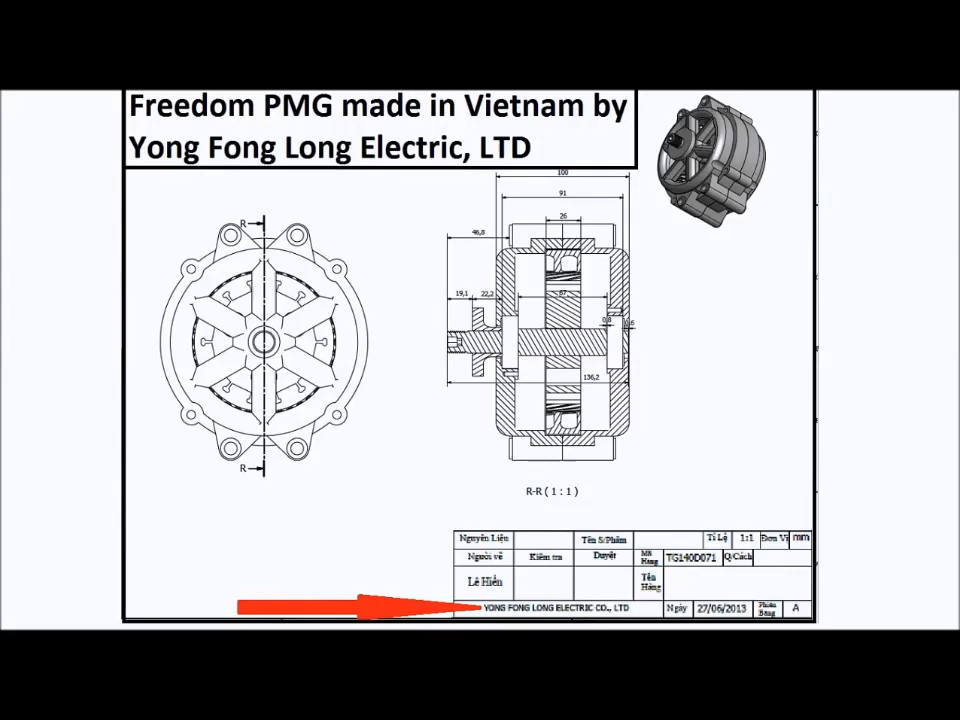 Freedom PMG made in Vietnam by
Yong Fong Long Electric, LTD
100
91
26
46,8
19,1
22,2
67
0,8
136,2
R
R
R-R ( 1 : 1 )
Nguyên Liệu
Tên S/Phẩm
Tỉ Lệ
1:1
Đơn Vị
mm
Người vẽ
Kiểm tra
Duyệt
Mã Hàng
TG140D071
Q/Cách
Lê Hiển
Tên Hàng
YONG FONG LONG ELECTRIC CO., LTD
Ngày
27/06/2013
Phiên Bảng
A